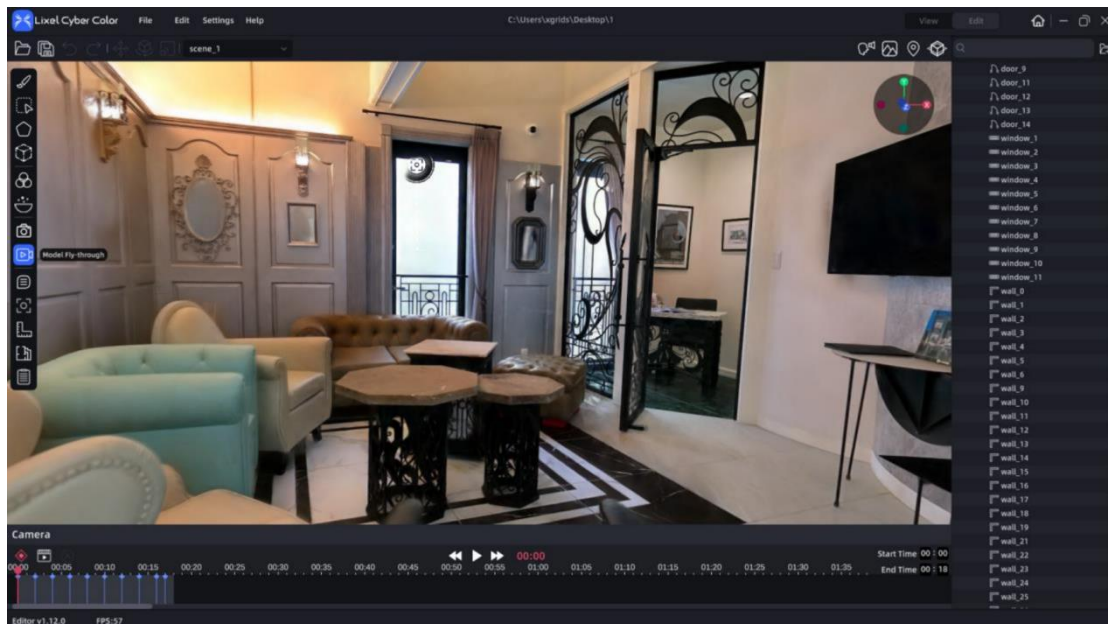 Lixel Cyber Color File Edit Settings Help C:\Users\xgrids\Desktop\1 View Edit
scene_1
door_9
door_11
door_12
door_13
door_14
window_1
window_2
window_3
window_4
window_5
window_6
window_7
window_8
window_9
window_10
window_11
wall_0
wall_1
wall_2
wall_3
wall_4
wall_5
wall_6
wall_9
wall_10
wall_11
wall_12
wall_13
wall_14
wall_15
wall_16
wall_17
wall_18
wall_19
wall_21
wall_22
wall_23
wall_24
wall_25
Model Fly-through
Camera
00:00 Start Time 00 : 00
00:00 00:05 00:10 00:15 00:20 00:25 00:30 00:35 00:40 00:45 00:50 00:55 01:00 01:05 01:10 01:15 01:20 01:25 01:30 01:35 End Time 00 : 18
Editor v1.12.0 FPS:57